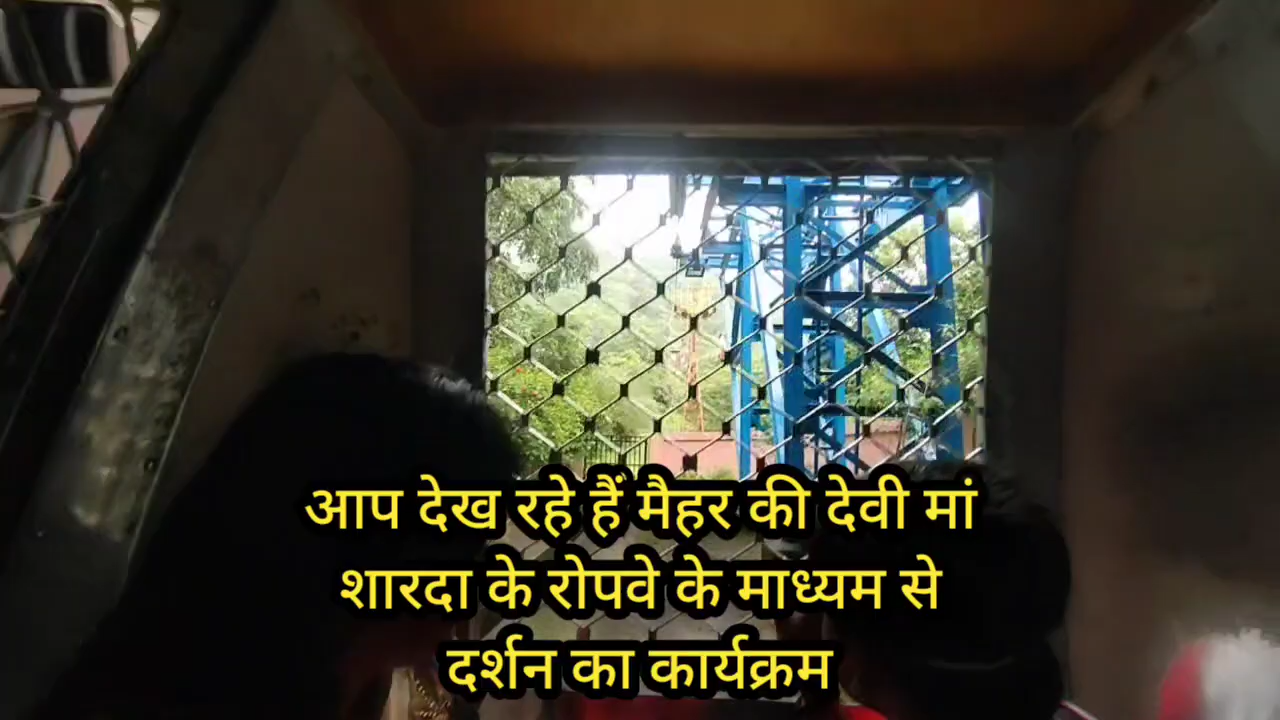 आप देख रहे हैं मैहर की देवी मां
शारदा के रोपवे के माध्यम से
दर्शन का कार्यक्रम